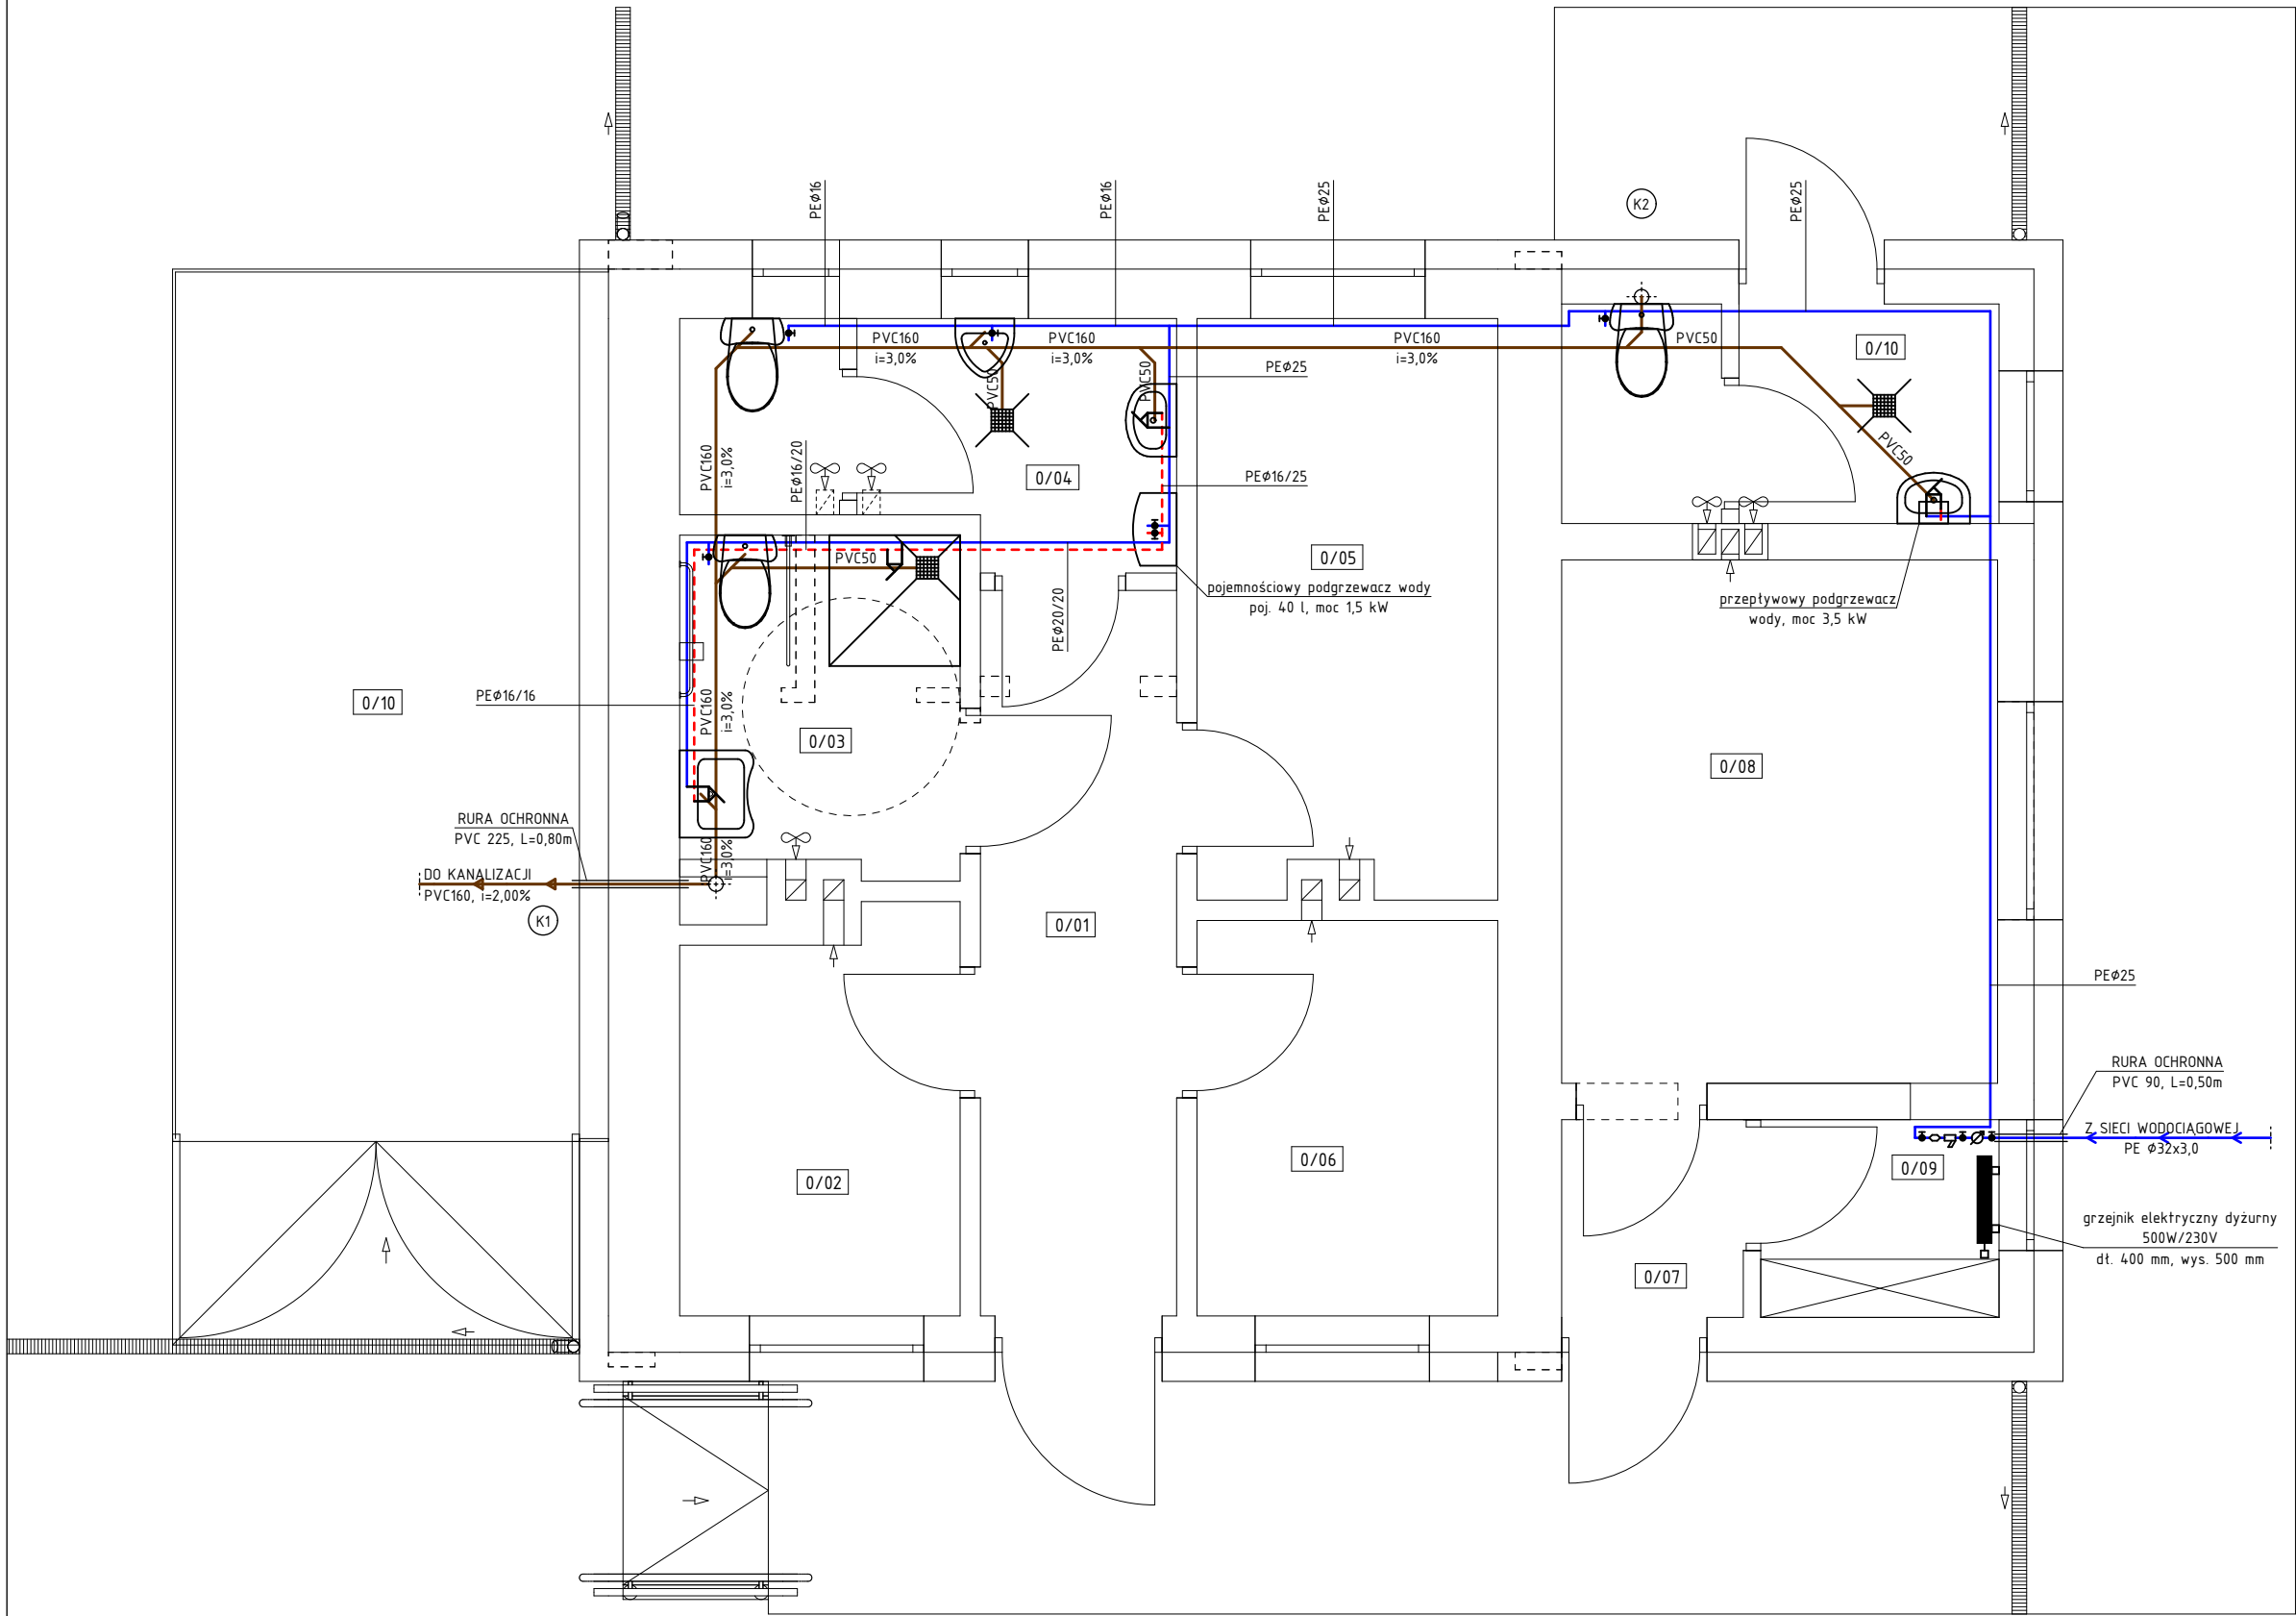 PEϕ16
PEϕ16
PEϕ25
K2
PEϕ25
PVC160
i=3,0%
PVC160
i=3,0%
PVC160
i=3,0%
PVC50
0/10
PEϕ25
PVC50
PVC50
PVC50
PVC160
i=3,0%
PEϕ16/20
0/04
PEϕ16/25
PVC50
0/05
pojemnościowy podgrzewacz wody
poj. 40 l, moc 1,5 kW
przepływowy podgrzewacz
wody, moc 3,5 kW
PEϕ20/20
0/10
PEϕ16/16
PVC160
i=3,0%
0/03
0/08
RURA OCHRONNA
PVC 225, L=0,80m
PVC160
i=3,0%
DO KANALIZACJI
PVC160, i=2,00%
K1
0/01
PEϕ25
RURA OCHRONNA
PVC 90, L=0,50m
Z SIECI WODOCIĄGOWEJ
PE ϕ32x3,0
0/02
0/06
0/09
grzejnik elektryczny dyżurny
500W/230V
dł. 400 mm, wys. 500 mm
0/07